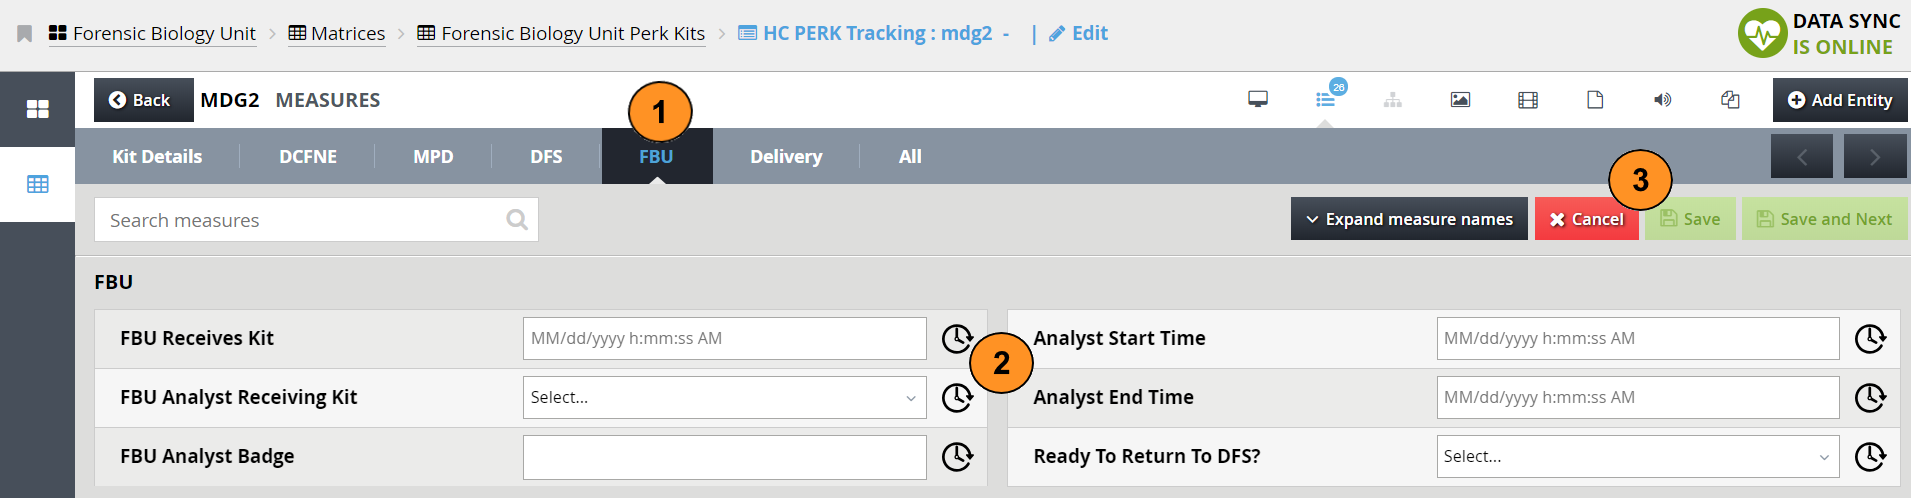 Forensic Biology Unit > Matrices > Forensic Biology Unit Perk Kits > HC PERK Tracking : mdg2 - | Edit
DATA SYNC
IS ONLINE
Back MDG2 MEASURES
1
26
Add Entity
Kit Details DCFNE MPD DFS FBU Delivery All
3
Search measures
Expand measure names Cancel Save Save and Next
FBU
FBU Receives Kit MM/dd/yyyy h:mm:ss AM Analyst Start Time MM/dd/yyyy h:mm:ss AM
2
FBU Analyst Receiving Kit Select... Analyst End Time MM/dd/yyyy h:mm:ss AM
FBU Analyst Badge Ready To Return To DFS? Select...